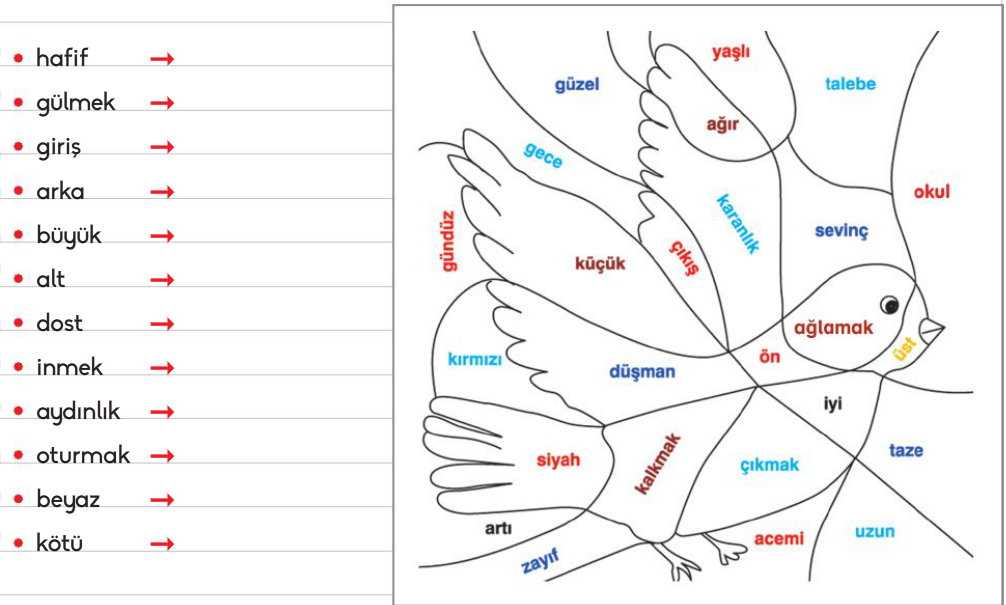 • hafif →
• gülmek →
• giriş →
• arka →
• büyük →
• alt →
• dost →
• inmek →
• aydınlık →
• oturmak →
• beyaz →
• kötü →
yaşlı
güzel
talebe
ağır
gece
okul
karanlık
sevinç
gündüz
çıkış
küçük
ağlamak
üst
ön
kırmızı
düşman
iyi
taze
siyah
kalkmak
çıkmak
artı
acemi
uzun
zayıf